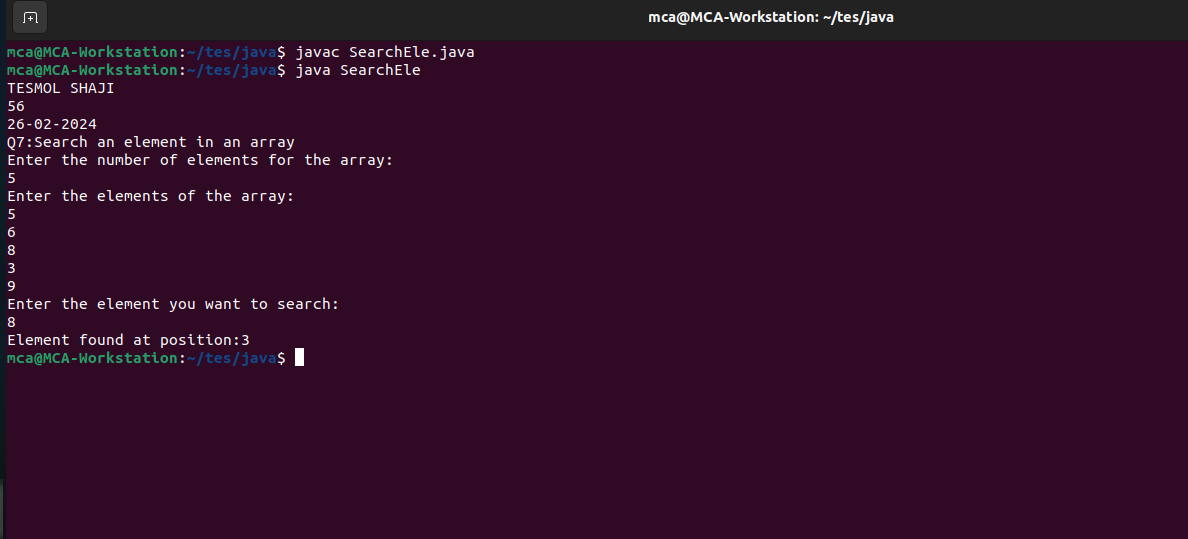 mca@MCA-Workstation: ~/tes/java
mca@MCA-Workstation:~/tes/java$ javac SearchEle.java
mca@MCA-Workstation:~/tes/java$ java SearchEle
TESMOL SHAJI
56
26-02-2024
Q7:Search an element in an array
Enter the number of elements for the array:
5
Enter the elements of the array:
5
6
8
3
9
Enter the element you want to search:
8
Element found at position:3
mca@MCA-Workstation:~/tes/java$